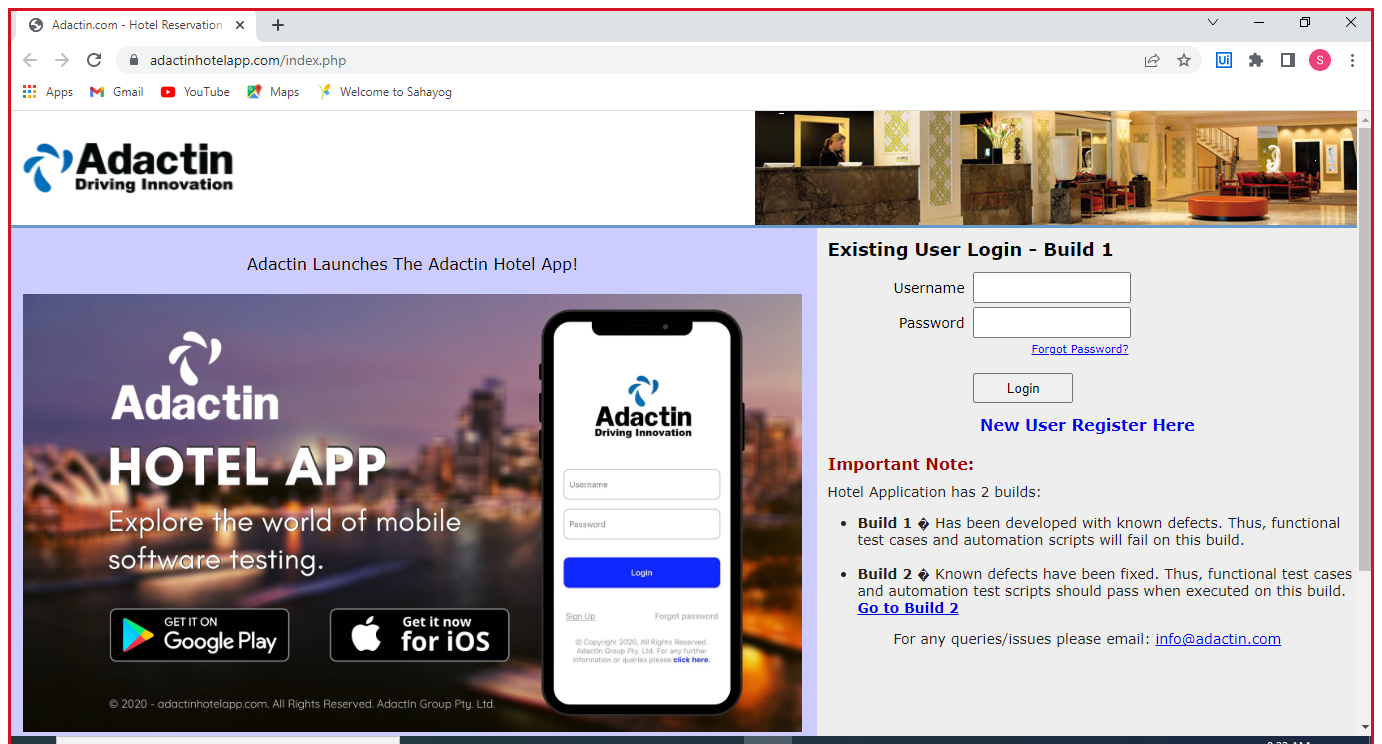 Adactin.com - Hotel Reservation
adactinhotelapp.com/index.php
Ui
S
Apps
Gmail
YouTube
Maps
Welcome to Sahayog
Adactin
Driving Innovation
Adactin Launches The Adactin Hotel App!
Adactin
HOTEL APP
Explore the world of mobile
software testing.
GET IT ON
Google Play
Get it now
for iOS
© 2020 - adactinhotelapp.com. All Rights Reserved. AdactIn Group Pty. Ltd.
Adactin
Driving Innovation
Username
Password
Login
Sign Up Forgot password
© Copyright 2020, All Rights Reserved.
Adactin Group Pty. Ltd. For any further
information or queries please click here.
Existing User Login - Build 1
Username
Password
Forgot Password?
Login
New User Register Here
Important Note:
Hotel Application has 2 builds:
• Build 1 � Has been developed with known defects. Thus, functional
test cases and automation scripts will fail on this build.
• Build 2 � Known defects have been fixed. Thus, functional test cases
and automation test scripts should pass when executed on this build.
Go to Build 2
For any queries/issues please email: info@adactin.com